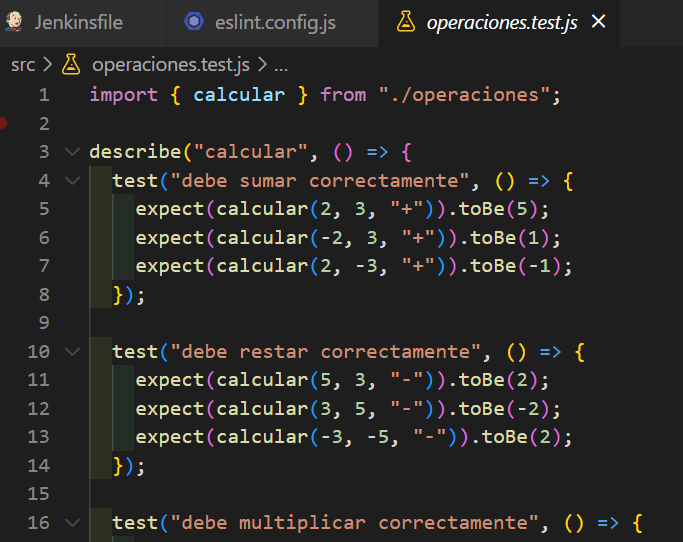 Jenkinsfile eslint.config.js operaciones.test.js ×
src > operaciones.test.js > ...
1 import { calcular } from "./operaciones";
2
3 describe("calcular", () => {
4 test("debe sumar correctamente", () => {
5 expect(calcular(2, 3, "+")).toBe(5);
6 expect(calcular(-2, 3, "+")).toBe(1);
7 expect(calcular(2, -3, "+")).toBe(-1);
8 });
9
10 test("debe restar correctamente", () => {
11 expect(calcular(5, 3, "-")).toBe(2);
12 expect(calcular(3, 5, "-")).toBe(-2);
13 expect(calcular(-3, -5, "-")).toBe(2);
14 });
15
16 test("debe multiplicar correctamente", () => {